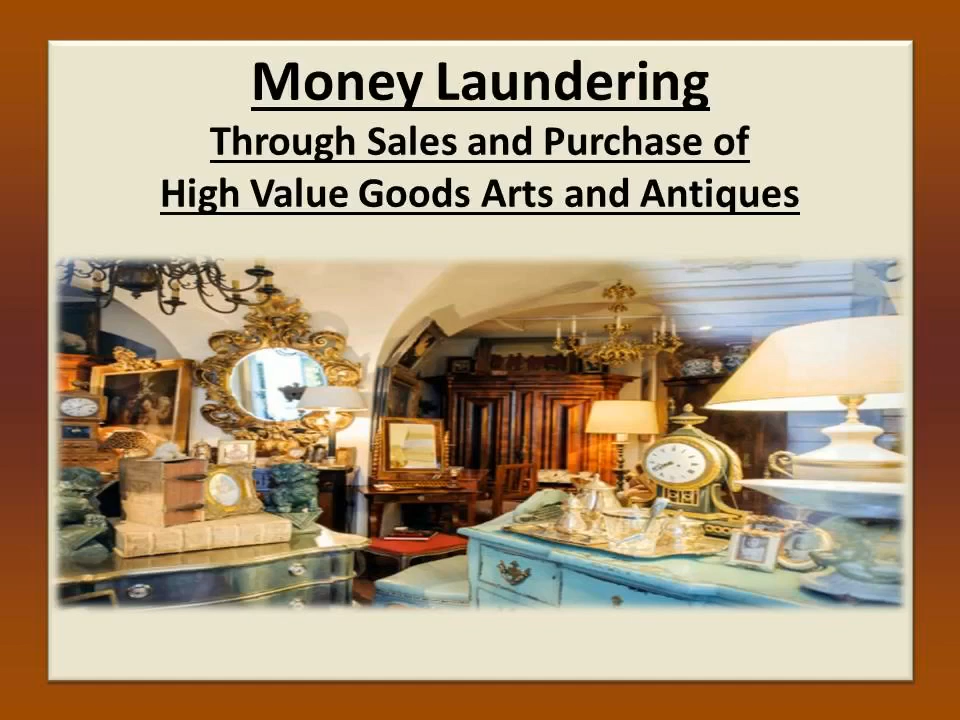 Money Laundering
Through Sales and Purchase of
High Value Goods Arts and Antiques